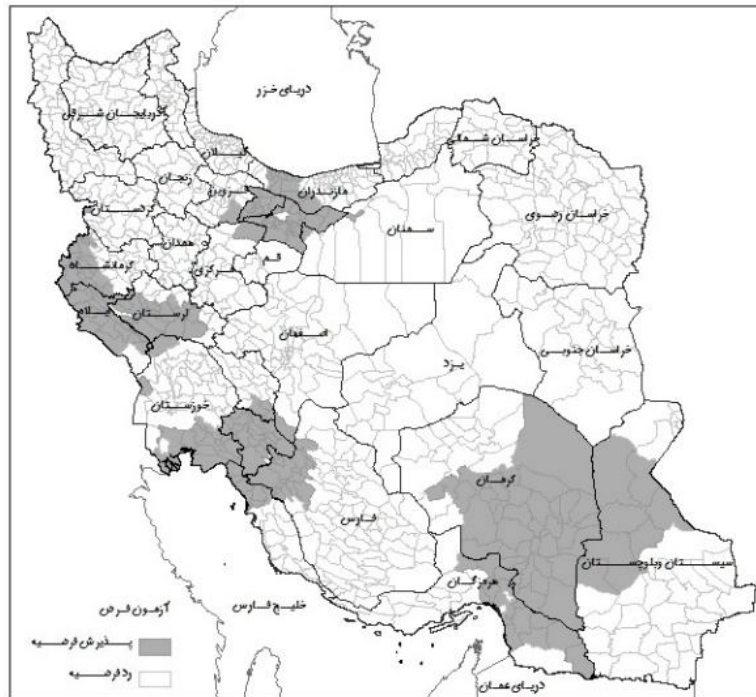 دریای خزر
آذربایجان شرقی
گیلان
خراسان شمالی
زنجان
البرز
مازندران
کردستان
سمنان
خراسان رضوی
همدان
کرمانشاه
مرکزی
قم
ایلام
لرستان
اصفهان
یزد
خراسان جنوبی
خوزستان
کرمان
فارس
سیستان وبلوچستان
هرمزگان
خلیج فارس
آزمون فرض
پذیرش فرضیه
رد فرضیه
دریای عمان